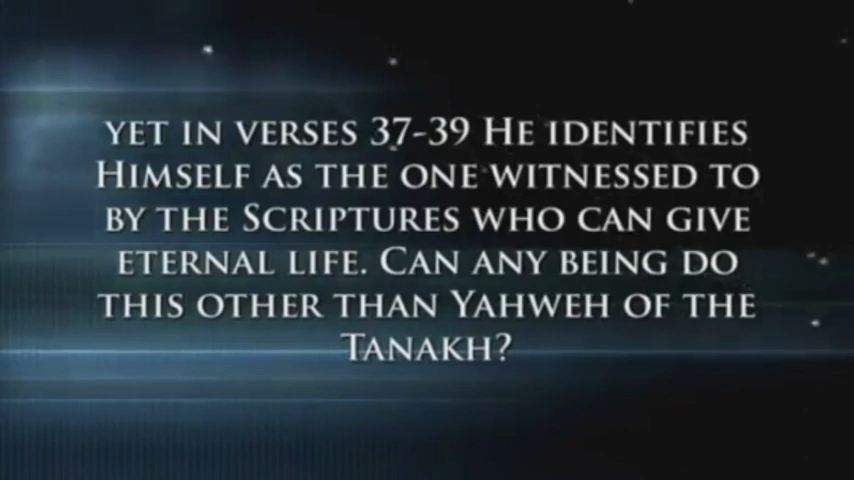 YET IN VERSES 37-39 HE IDENTIFIES
HIMSELF AS THE ONE WITNESSED TO
BY THE SCRIPTURES WHO CAN GIVE
ETERNAL LIFE. CAN ANY BEING DO
THIS OTHER THAN YAHWEH OF THE
TANAKH?